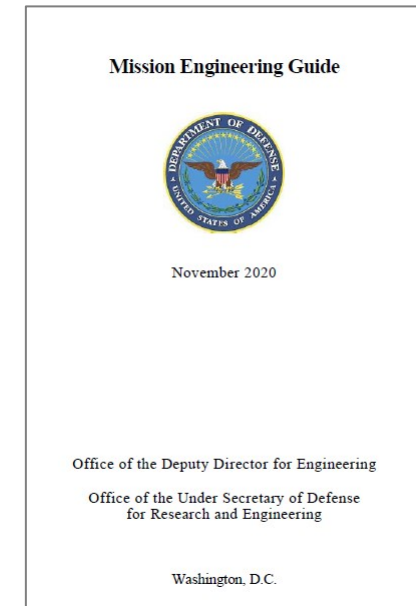 Mission Engineering Guide
DEPARTMENT OF DEFENSE
UNITED STATES OF AMERICA
November 2020
Office of the Deputy Director for Engineering
Office of the Under Secretary of Defense
for Research and Engineering
Washington, D.C.